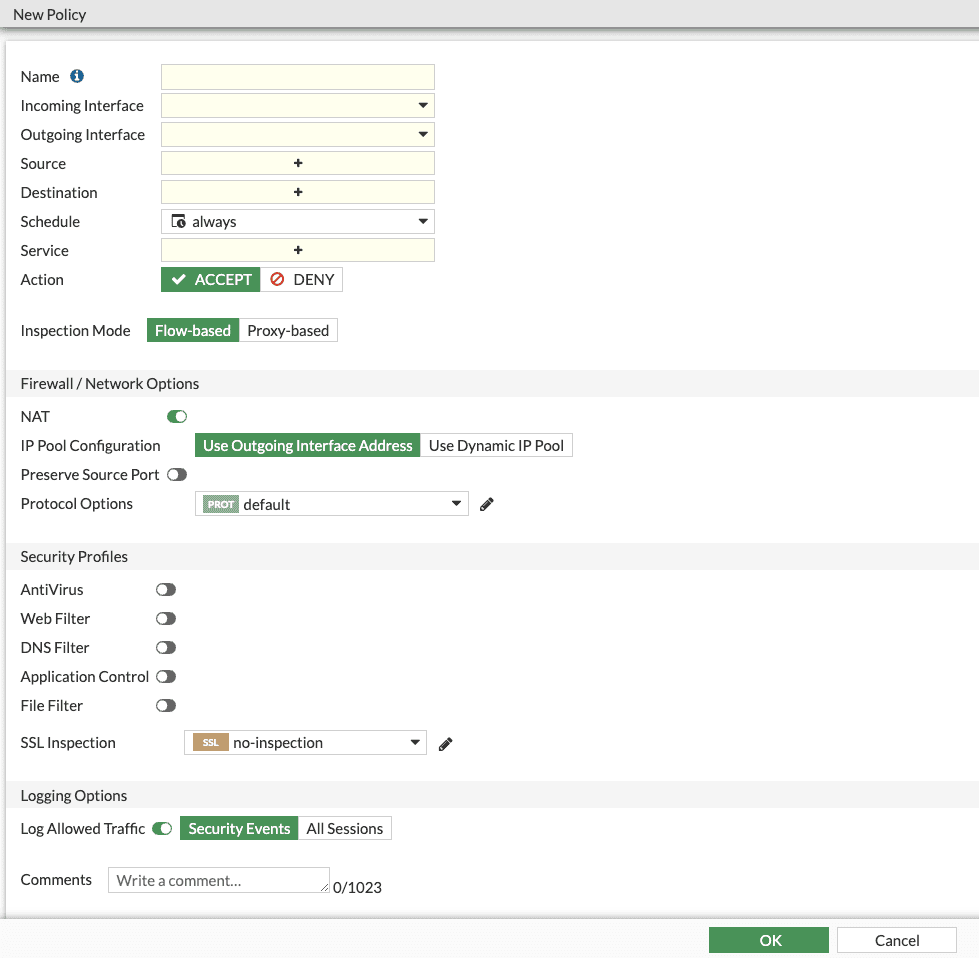 New Policy
Name i
Incoming Interface
Outgoing Interface
Source +
Destination +
Schedule always
Service +
Action ACCEPT DENY
Inspection Mode Flow-based Proxy-based
Firewall / Network Options
NAT
IP Pool Configuration Use Outgoing Interface Address Use Dynamic IP Pool
Preserve Source Port
Protocol Options PROT default
Security Profiles
AntiVirus
Web Filter
DNS Filter
Application Control
File Filter
SSL Inspection SSL no-inspection
Logging Options
Log Allowed Traffic Security Events All Sessions
Comments Write a comment... 0/1023
OK Cancel